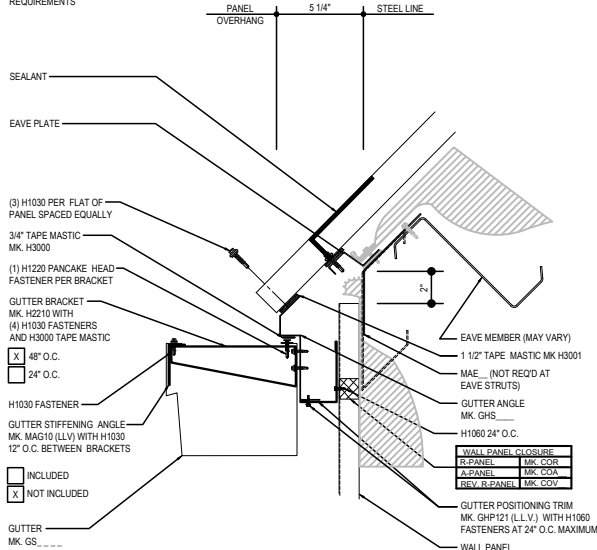 REQUIREMENTS
PANEL
OVERHANG
5 1/4"
STEEL LINE
SEALANT
EAVE PLATE
(3) H1030 PER FLAT OF
PANEL SPACED EQUALLY
3/4" TAPE MASTIC
MK. H3000
(1) H1220 PANCAKE HEAD
FASTENER PER BRACKET
GUTTER BRACKET
MK. H2210 WITH
(4) H1030 FASTENERS
AND H3000 TAPE MASTIC
X 48" O.C.
24" O.C.
H1030 FASTENER
GUTTER STIFFENING ANGLE
MK. MAG10 (LLV) WITH H1030
12" O.C. BETWEEN BRACKETS
INCLUDED
X NOT INCLUDED
GUTTER
MK. GS_ _ _ _
2"
EAVE MEMBER (MAY VARY)
1 1/2" TAPE MASTIC MK H3001
MAE__ (NOT REQ'D AT
EAVE STRUTS)
GUTTER ANGLE
MK. GHS____
H1060 24" O.C.
WALL PANEL CLOSURE
R-PANEL MK. COR
A-PANEL MK. COA
REV. R-PANEL MK. COV
GUTTER POSITIONING TRIM
MK. GHP121 (L.L.V.) WITH H1060
FASTENERS AT 24" O.C. MAXIMUM
WALL PANEL